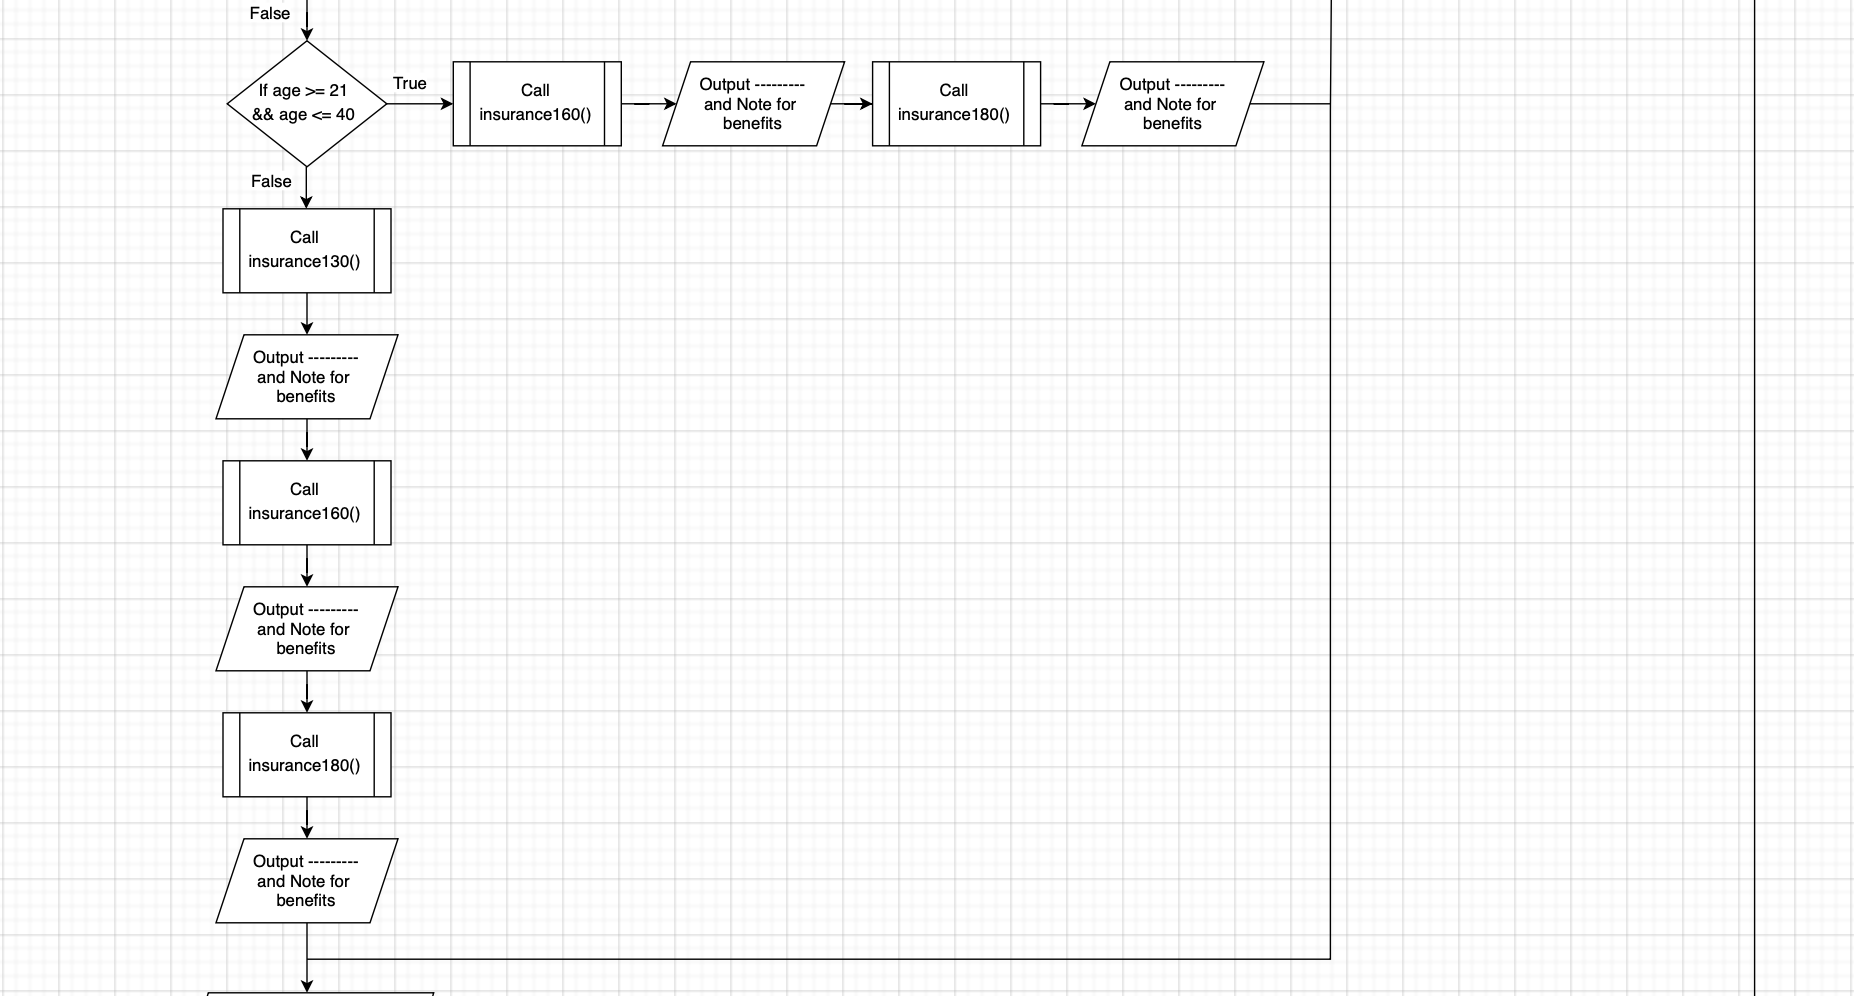 False
If age >= 21
&& age <= 40
True
Call
insurance160()
Output ---------
and Note for
benefits
Call
insurance180()
Output ---------
and Note for
benefits
False
Call
insurance130()
Output ---------
and Note for
benefits
Call
insurance160()
Output ---------
and Note for
benefits
Call
insurance180()
Output ---------
and Note for
benefits